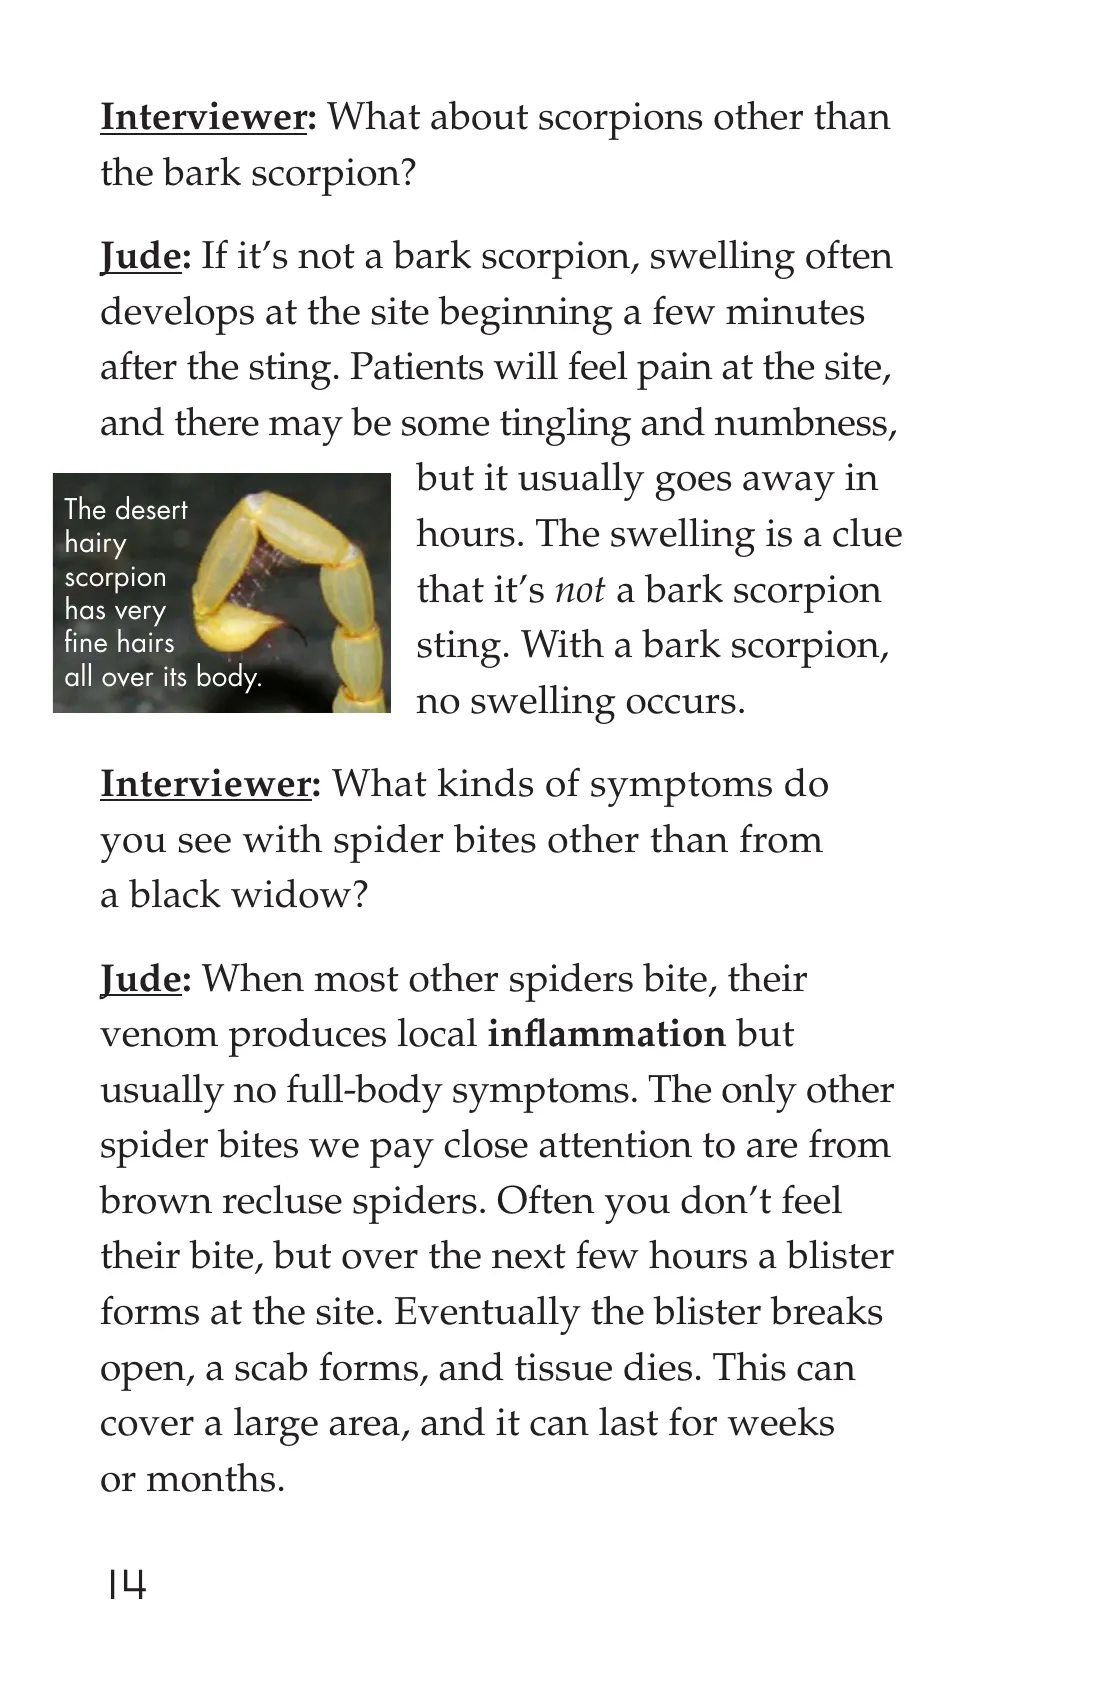 Interviewer: What about scorpions other than
the bark scorpion?
Jude: If it’s not a bark scorpion, swelling often
develops at the site beginning a few minutes
after the sting. Patients will feel pain at the site,
and there may be some tingling and numbness,
but it usually goes away in
hours. The swelling is a clue
that it’s not a bark scorpion
sting. With a bark scorpion,
no swelling occurs.
The desert
hairy
scorpion
has very
fine hairs
all over its body.
Interviewer: What kinds of symptoms do
you see with spider bites other than from
a black widow?
Jude: When most other spiders bite, their
venom produces local inflammation but
usually no full-body symptoms. The only other
spider bites we pay close attention to are from
brown recluse spiders. Often you don’t feel
their bite, but over the next few hours a blister
forms at the site. Eventually the blister breaks
open, a scab forms, and tissue dies. This can
cover a large area, and it can last for weeks
or months.
14